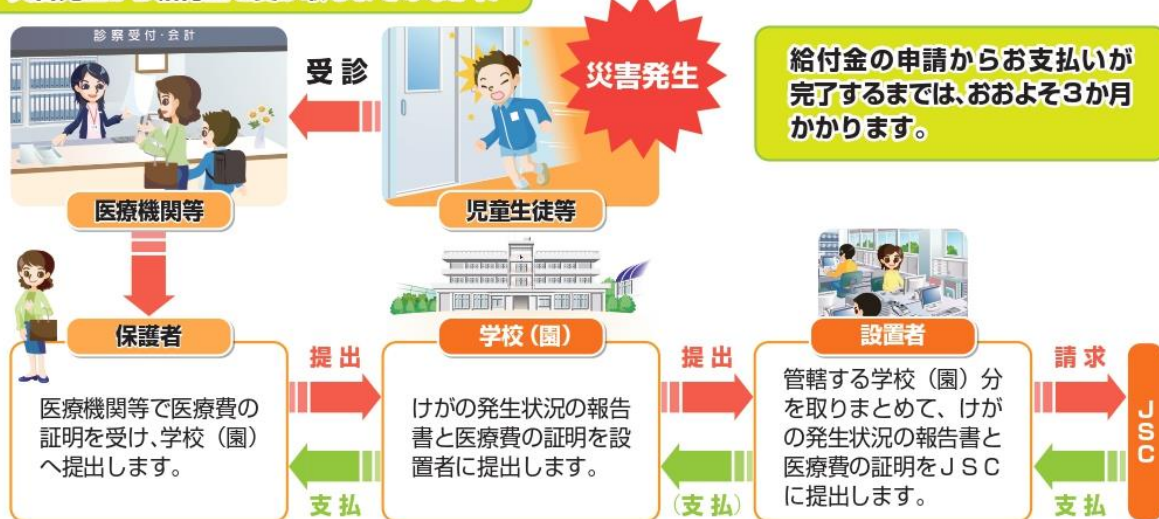 診察受付・会計
受診
災害発生
給付金の申請からお支払いが
完了するまでは、おおよそ3か月
かかります。
医療機関等
児童生徒等
保護者
医療機関等で医療費の
証明を受け、学校（園）
へ提出します。
提出
支払
学校（園）
けがの発生状況の報告
書と医療費の証明を設
置者に提出します。
提出
（支払）
設置者
管轄する学校（園）分
を取りまとめて、けが
の発生状況の報告書と
医療費の証明をＪＳＣ
に提出します。
請求
支払
JSC